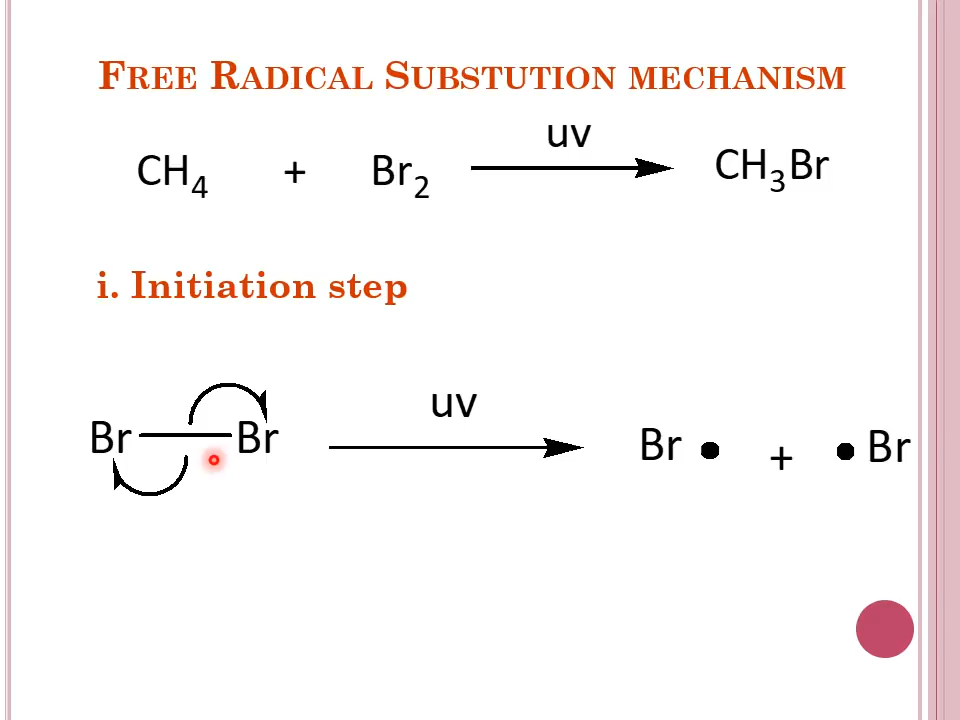 FREE RADICAL SUBSTUTION MECHANISM
uv
CH₄ + Br₂ CH₃Br
i. Initiation step
uv
Br Br Br • + • Br